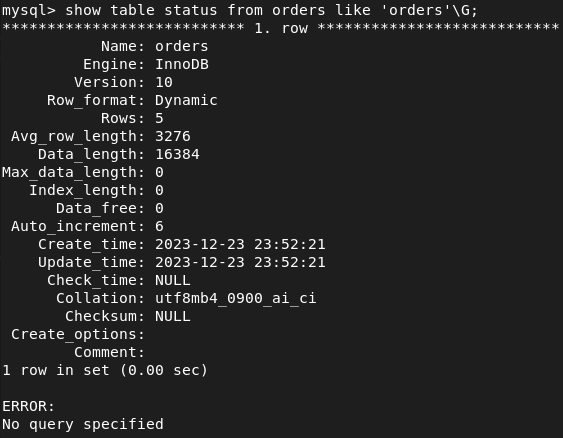 mysql> show table status from orders like 'orders'\G;
*************************** 1. row ***************************
Name: orders
Engine: InnoDB
Version: 10
Row_format: Dynamic
Rows: 5
Avg_row_length: 3276
Data_length: 16384
Max_data_length: 0
Index_length: 0
Data_free: 0
Auto_increment: 6
Create_time: 2023-12-23 23:52:21
Update_time: 2023-12-23 23:52:21
Check_time: NULL
Collation: utf8mb4_0900_ai_ci
Checksum: NULL
Create_options:
Comment:
1 row in set (0.00 sec)
ERROR:
No query specified